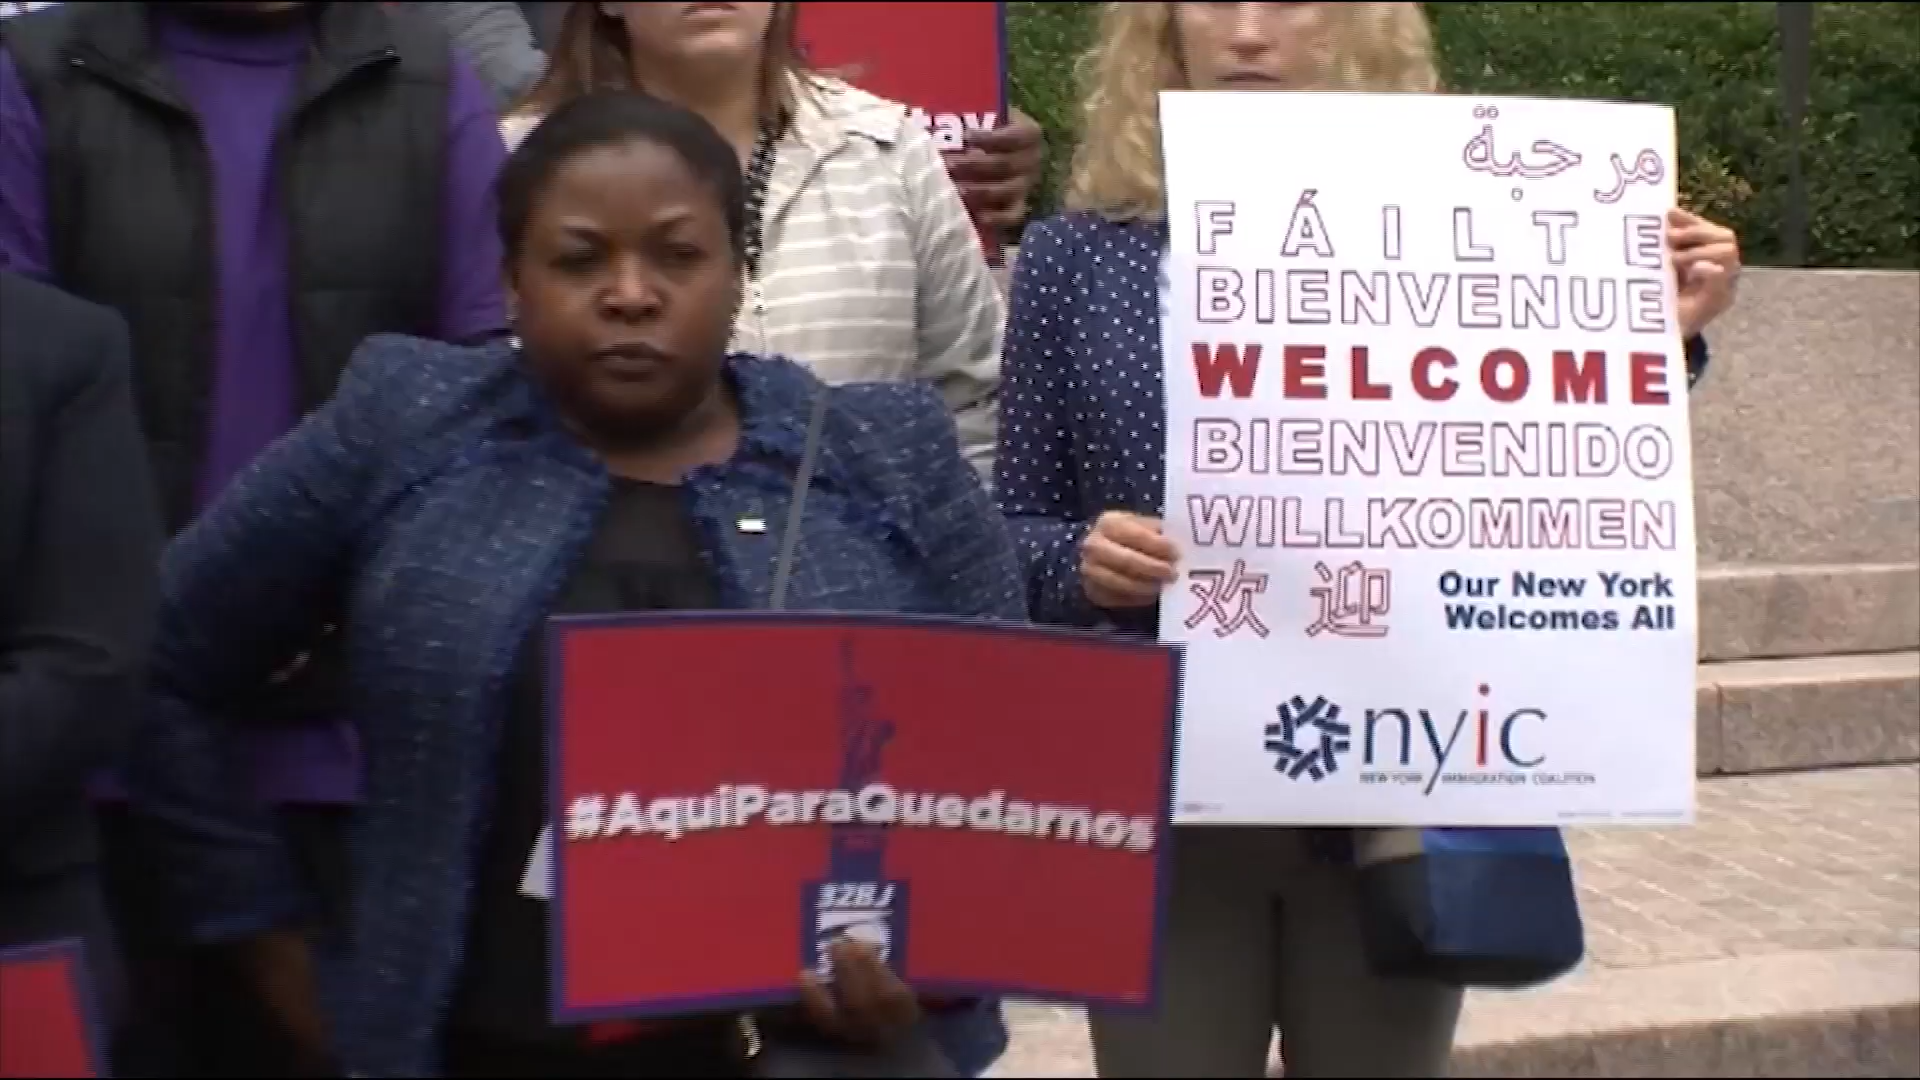 tay
مرحبة
FÁILTE
BIENVENUE
WELCOME
BIENVENIDO
WILLKOMMEN
欢迎
Our New York
Welcomes All
nyic
NEW YORK IMMIGRATION COALITION
#AquiParaQuedarnos
32BJ